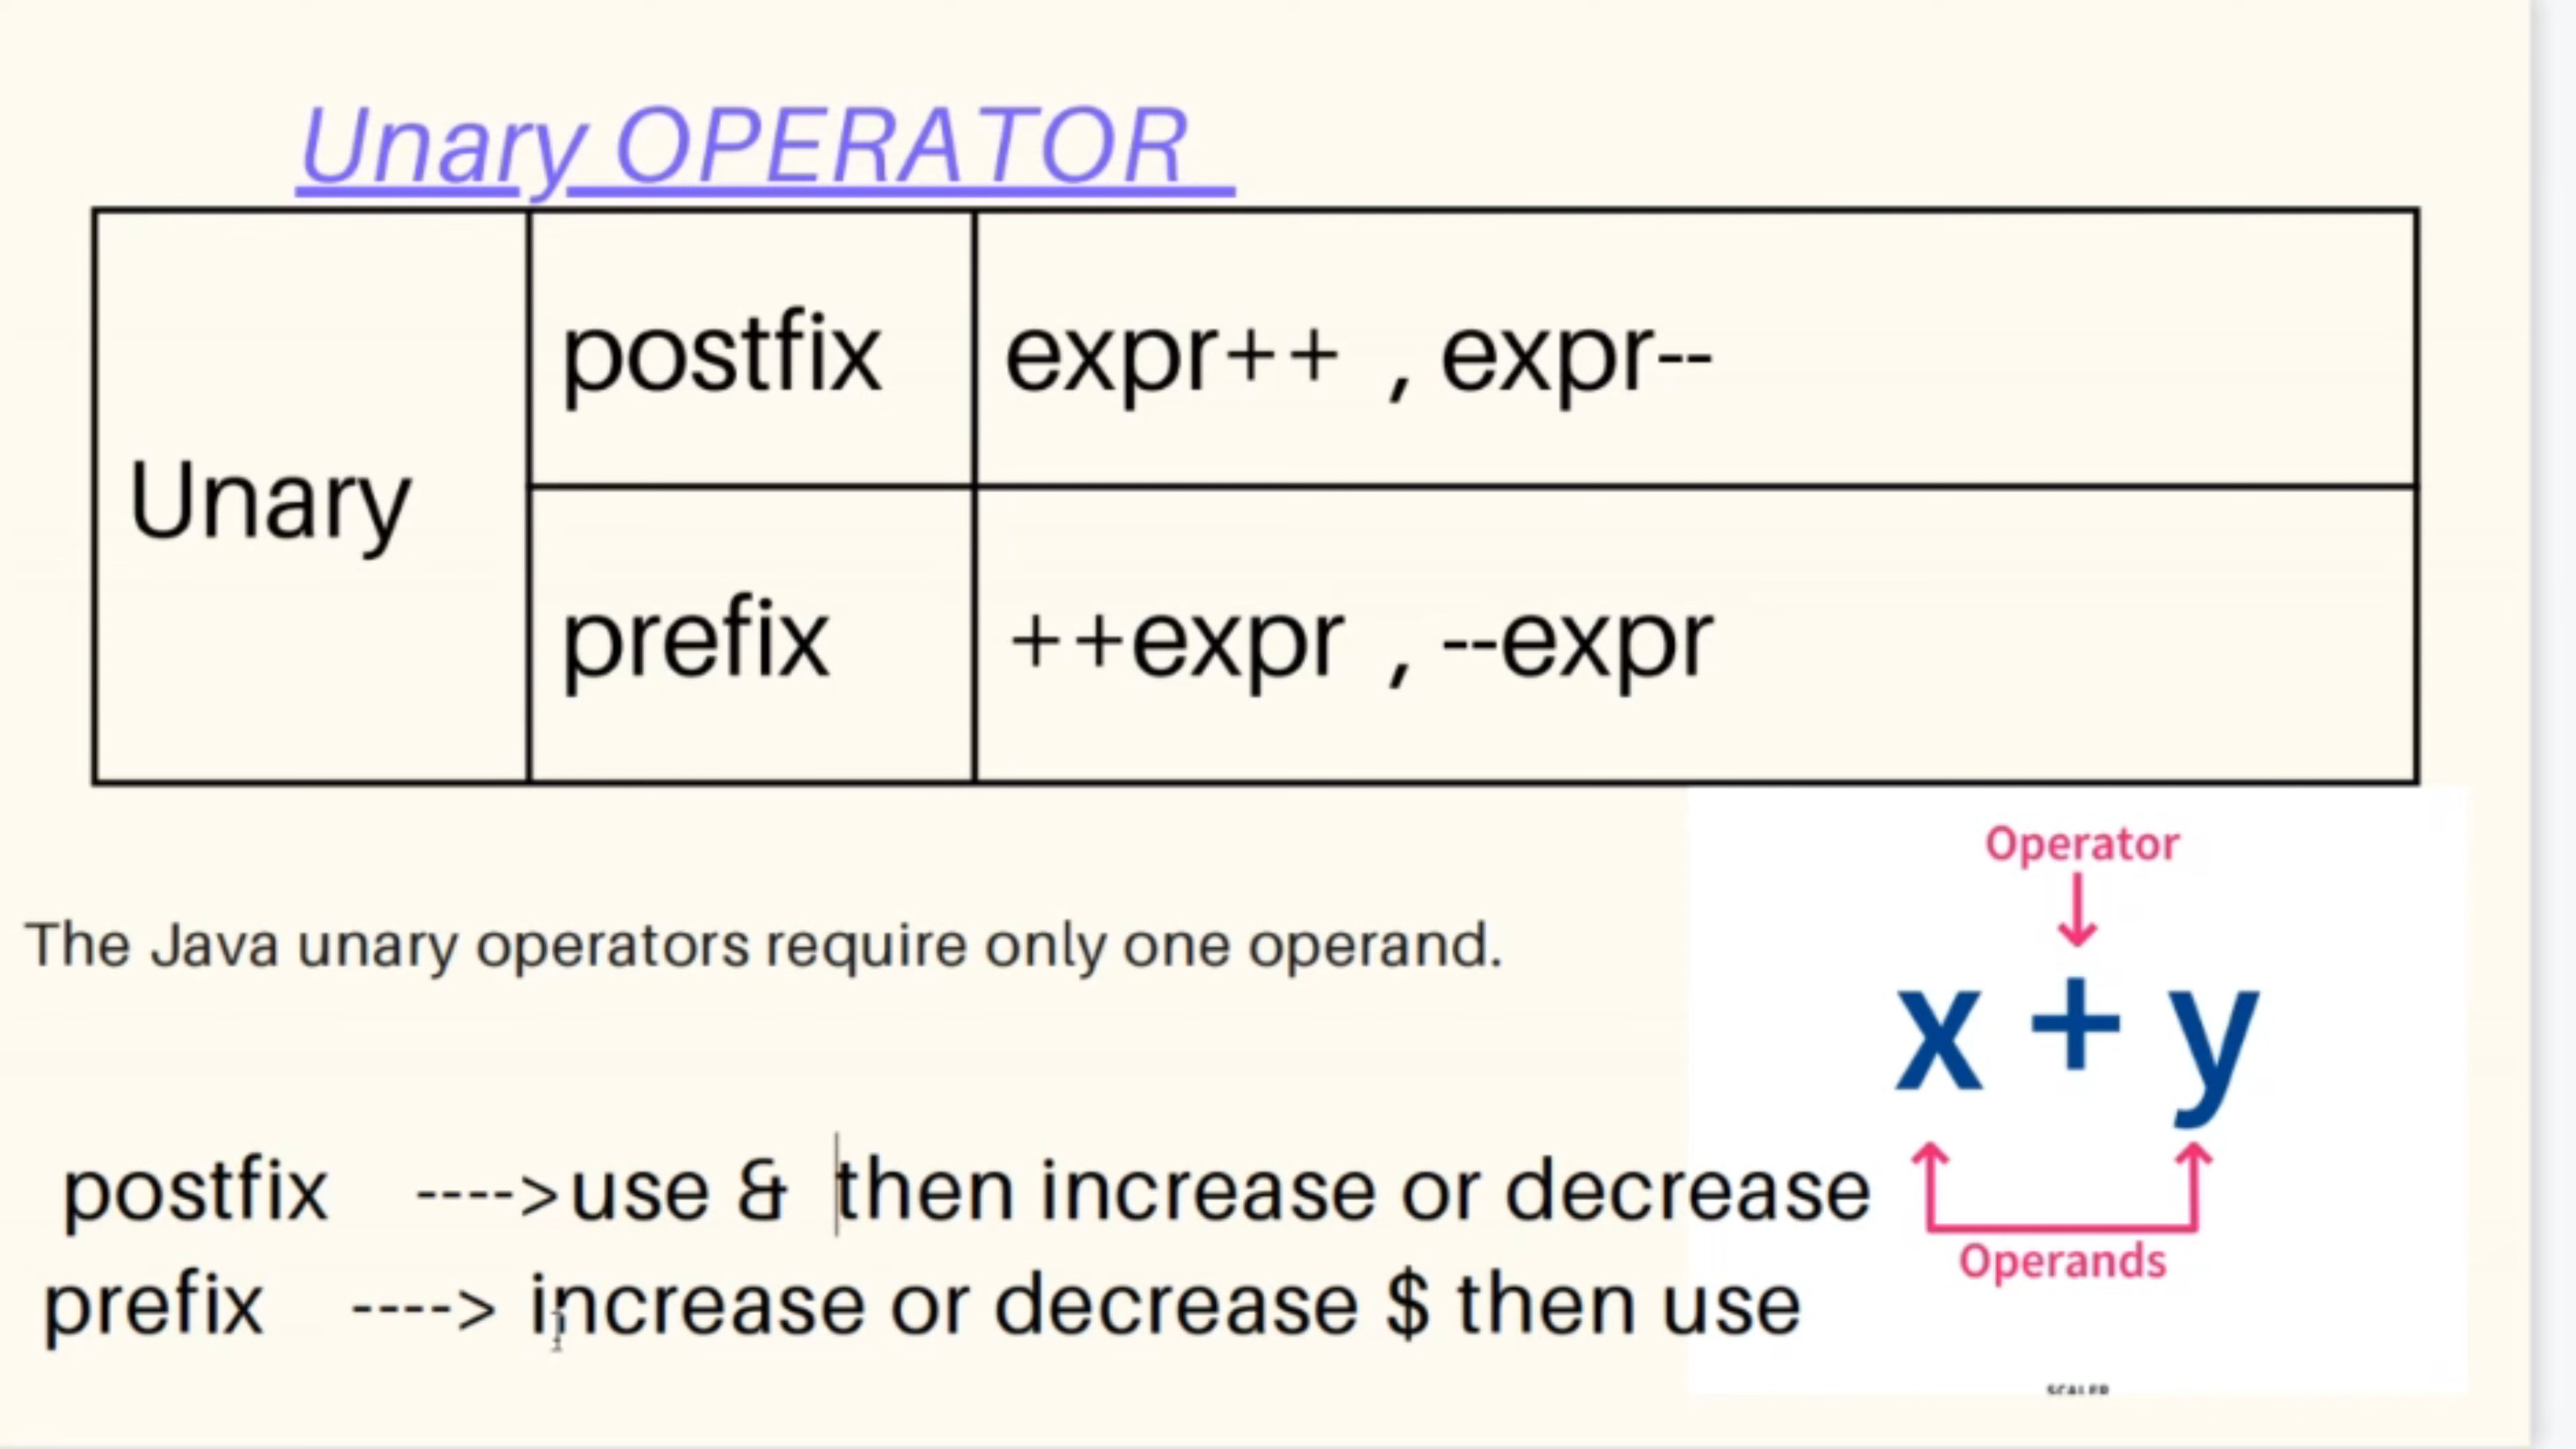 Unary OPERATOR
Unary
postfix
expr++ , expr--
prefix
++expr , --expr
The Java unary operators require only one operand.
Operator
x + y
Operands
postfix ---->use & then increase or decrease
prefix ----> increase or decrease $ then use
SCALER